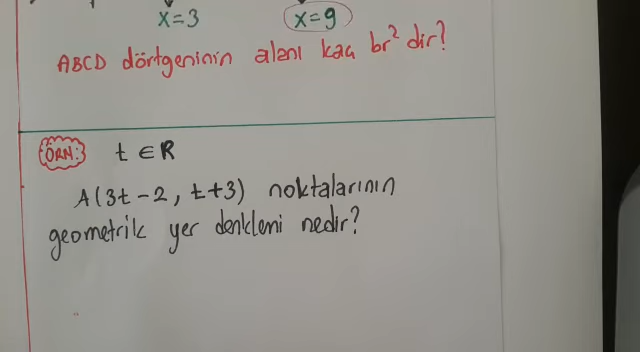 x=3 x=9
ABCD dörtgeninin alanı kaç br² dir?
ÖRN: t ∈ R
A(3t-2, t+3) noktalarının
geometrik yer denklemi nedir?